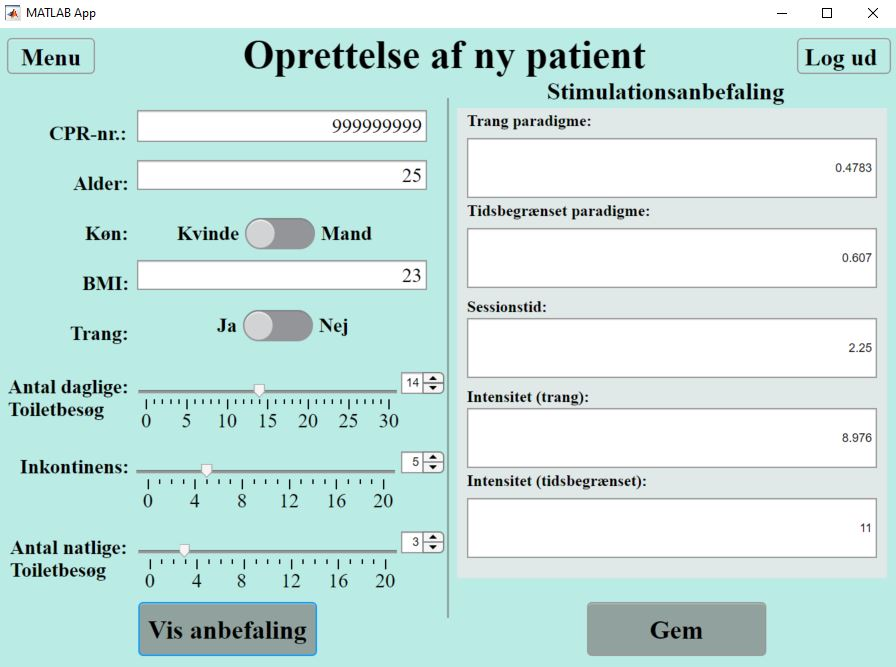 MATLAB App
Menu
Oprettelse af ny patient
Log ud
CPR-nr.: 999999999
Alder: 25
Køn: Kvinde Mand
BMI: 23
Trang: Ja Nej
Antal daglige:
Toiletbesøg
14
0 5 10 15 20 25 30
Inkontinens:
5
0 4 8 12 16 20
Antal natlige:
Toiletbesøg
3
0 4 8 12 16 20
Vis anbefaling
Stimulationsanbefaling
Trang paradigme:
0.4783
Tidsbegrænset paradigme:
0.607
Sessionstid:
2.25
Intensitet (trang):
8.976
Intensitet (tidsbegrænset):
11
Gem